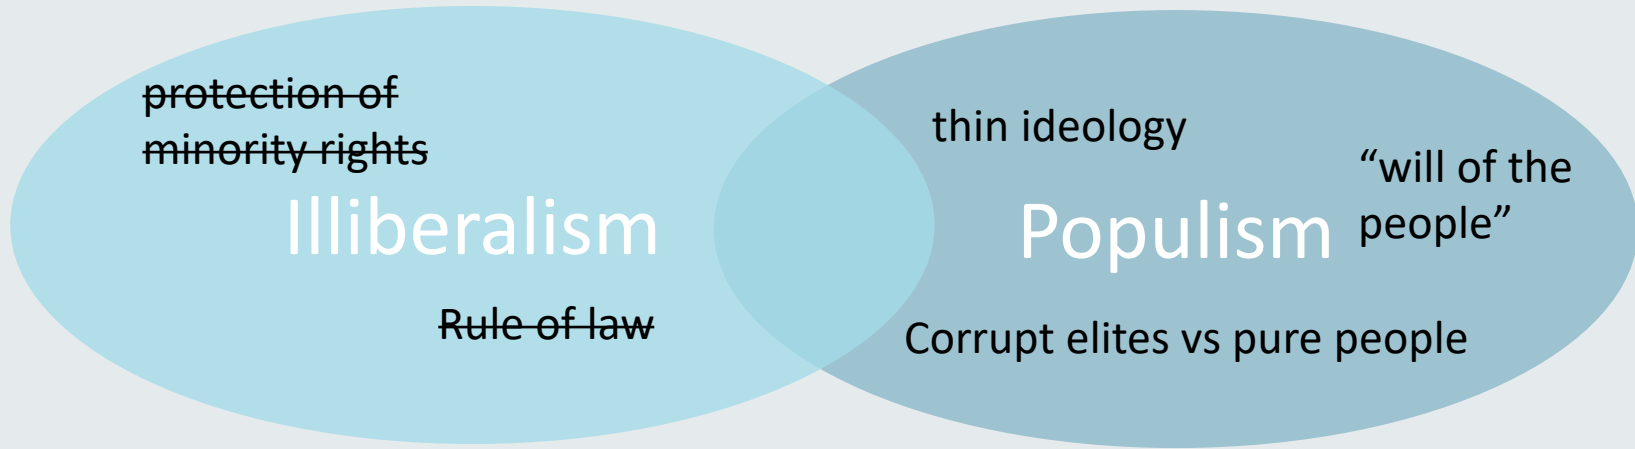 protection of
minority rights
Illiberalism
Rule of law
thin ideology
“will of the
people”
Populism
Corrupt elites vs pure people